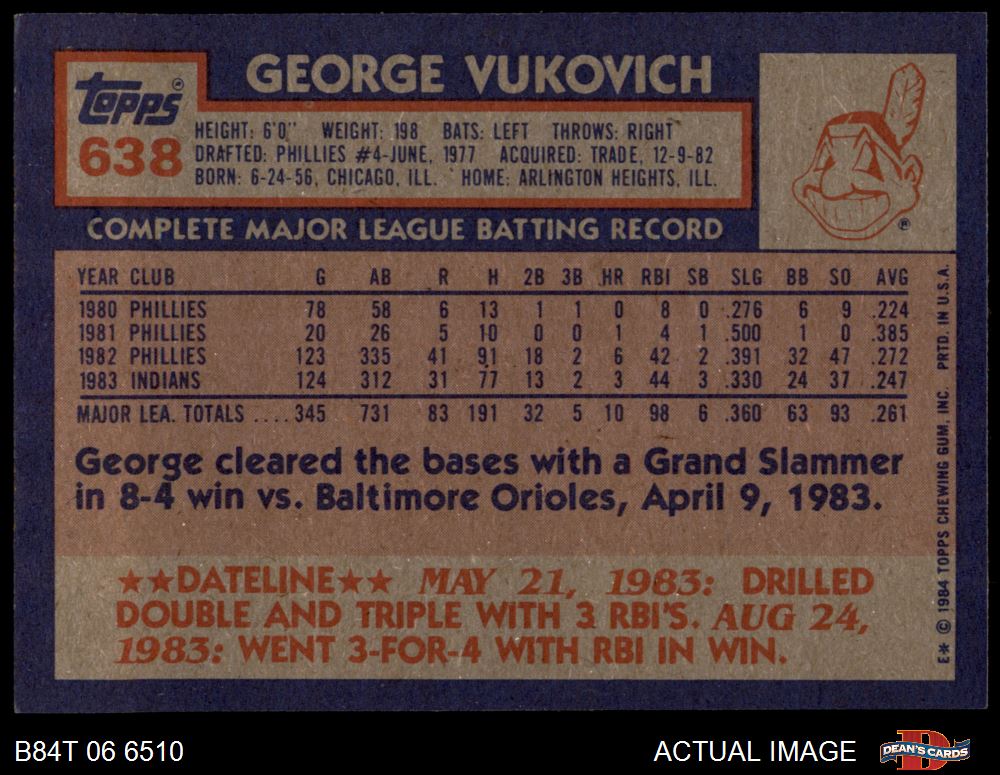 GEORGE VUKOVICH
Topps®
638
HEIGHT: 6'0" WEIGHT: 198 BATS: LEFT THROWS: RIGHT
DRAFTED: PHILLIES #4-JUNE, 1977 ACQUIRED: TRADE, 12-9-82
BORN: 6-24-56, CHICAGO, ILL. HOME: ARLINGTON HEIGHTS, ILL.
®
COMPLETE MAJOR LEAGUE BATTING RECORD
YEAR CLUB G AB R H 2B 3B HR RBI SB SLG BB SO AVG
1980 PHILLIES 78 58 6 13 1 1 0 8 0 .276 6 9 .224
1981 PHILLIES 20 26 5 10 0 0 1 4 1 .500 1 0 .385
1982 PHILLIES 123 335 41 91 18 2 6 42 2 .391 32 47 .272
1983 INDIANS 124 312 31 77 13 2 3 44 3 .330 24 37 .247
MAJOR LEA. TOTALS ....345 731 83 191 32 5 10 98 6 .360 63 93 .261
George cleared the bases with a Grand Slammer
in 8-4 win vs. Baltimore Orioles, April 9, 1983.
★★DATELINE★★ MAY 21, 1983: DRILLED
DOUBLE AND TRIPLE WITH 3 RBI'S. AUG 24,
1983: WENT 3-FOR-4 WITH RBI IN WIN.
E* © 1984 TOPPS CHEWING GUM, INC. PRTD. IN U.S.A.
B84T 06 6510
ACTUAL IMAGE
D
DEAN'S CARDS